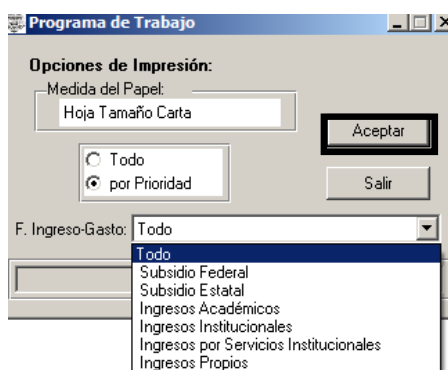 Programa de Trabajo
Opciones de Impresión:
Medida del Papel:
Hoja Tamaño Carta
Aceptar
Todo
por Prioridad
Salir
F. Ingreso-Gasto: Todo
Todo
Subsidio Federal
Subsidio Estatal
Ingresos Académicos
Ingresos Institucionales
Ingresos por Servicios Institucionales
Ingresos Propios